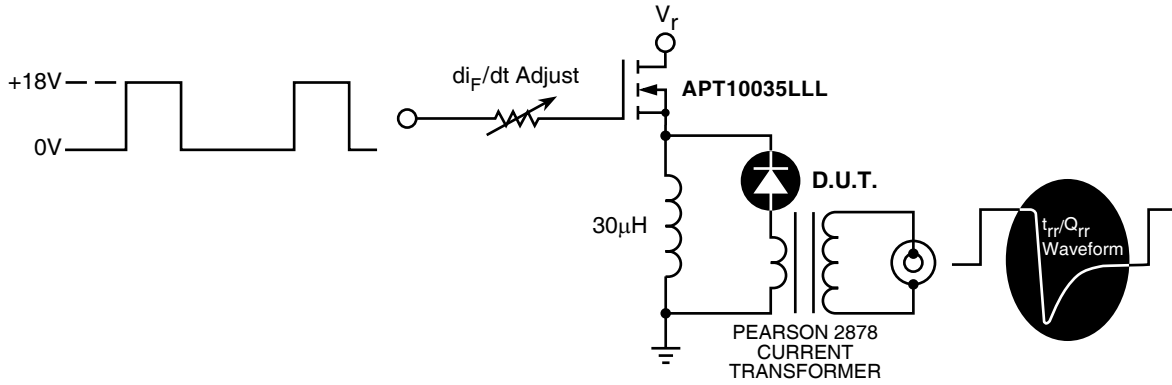 V_r
+18V
0V
di_F/dt Adjust
APT10035LLL
D.U.T.
30μH
t_rr/Q_rr
Waveform
PEARSON 2878
CURRENT
TRANSFORMER